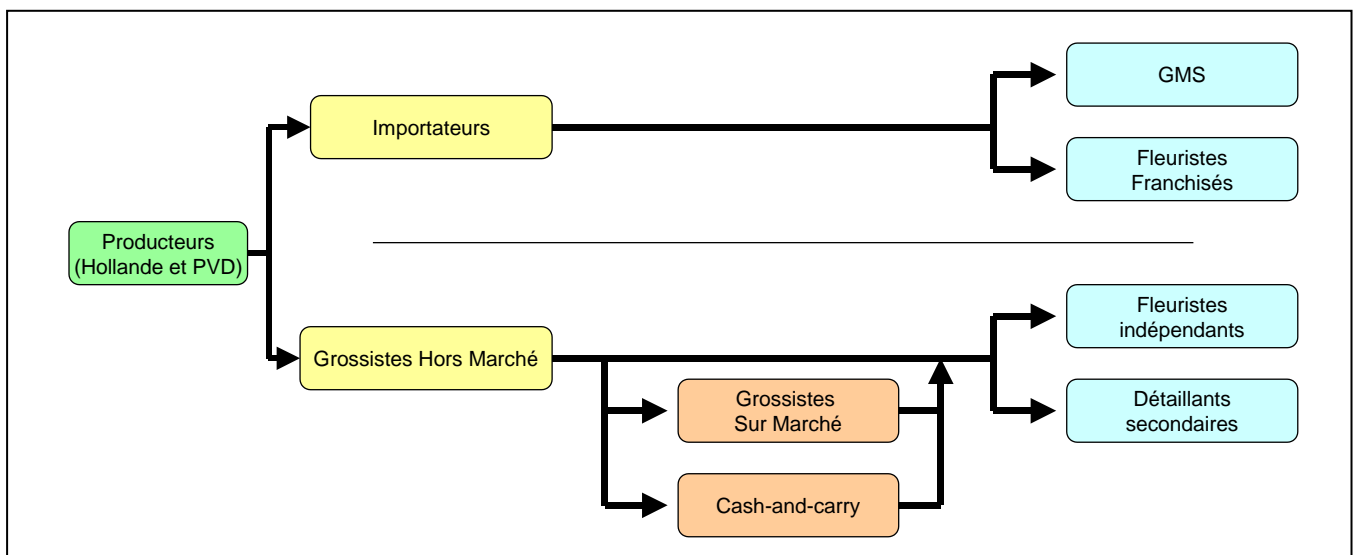 GMS
Importateurs
Fleuristes
Franchisés
Producteurs
(Hollande et PVD)
Fleuristes
indépendants
Grossistes Hors Marché
Grossistes
Sur Marché
Détaillants
secondaires
Cash-and-carry